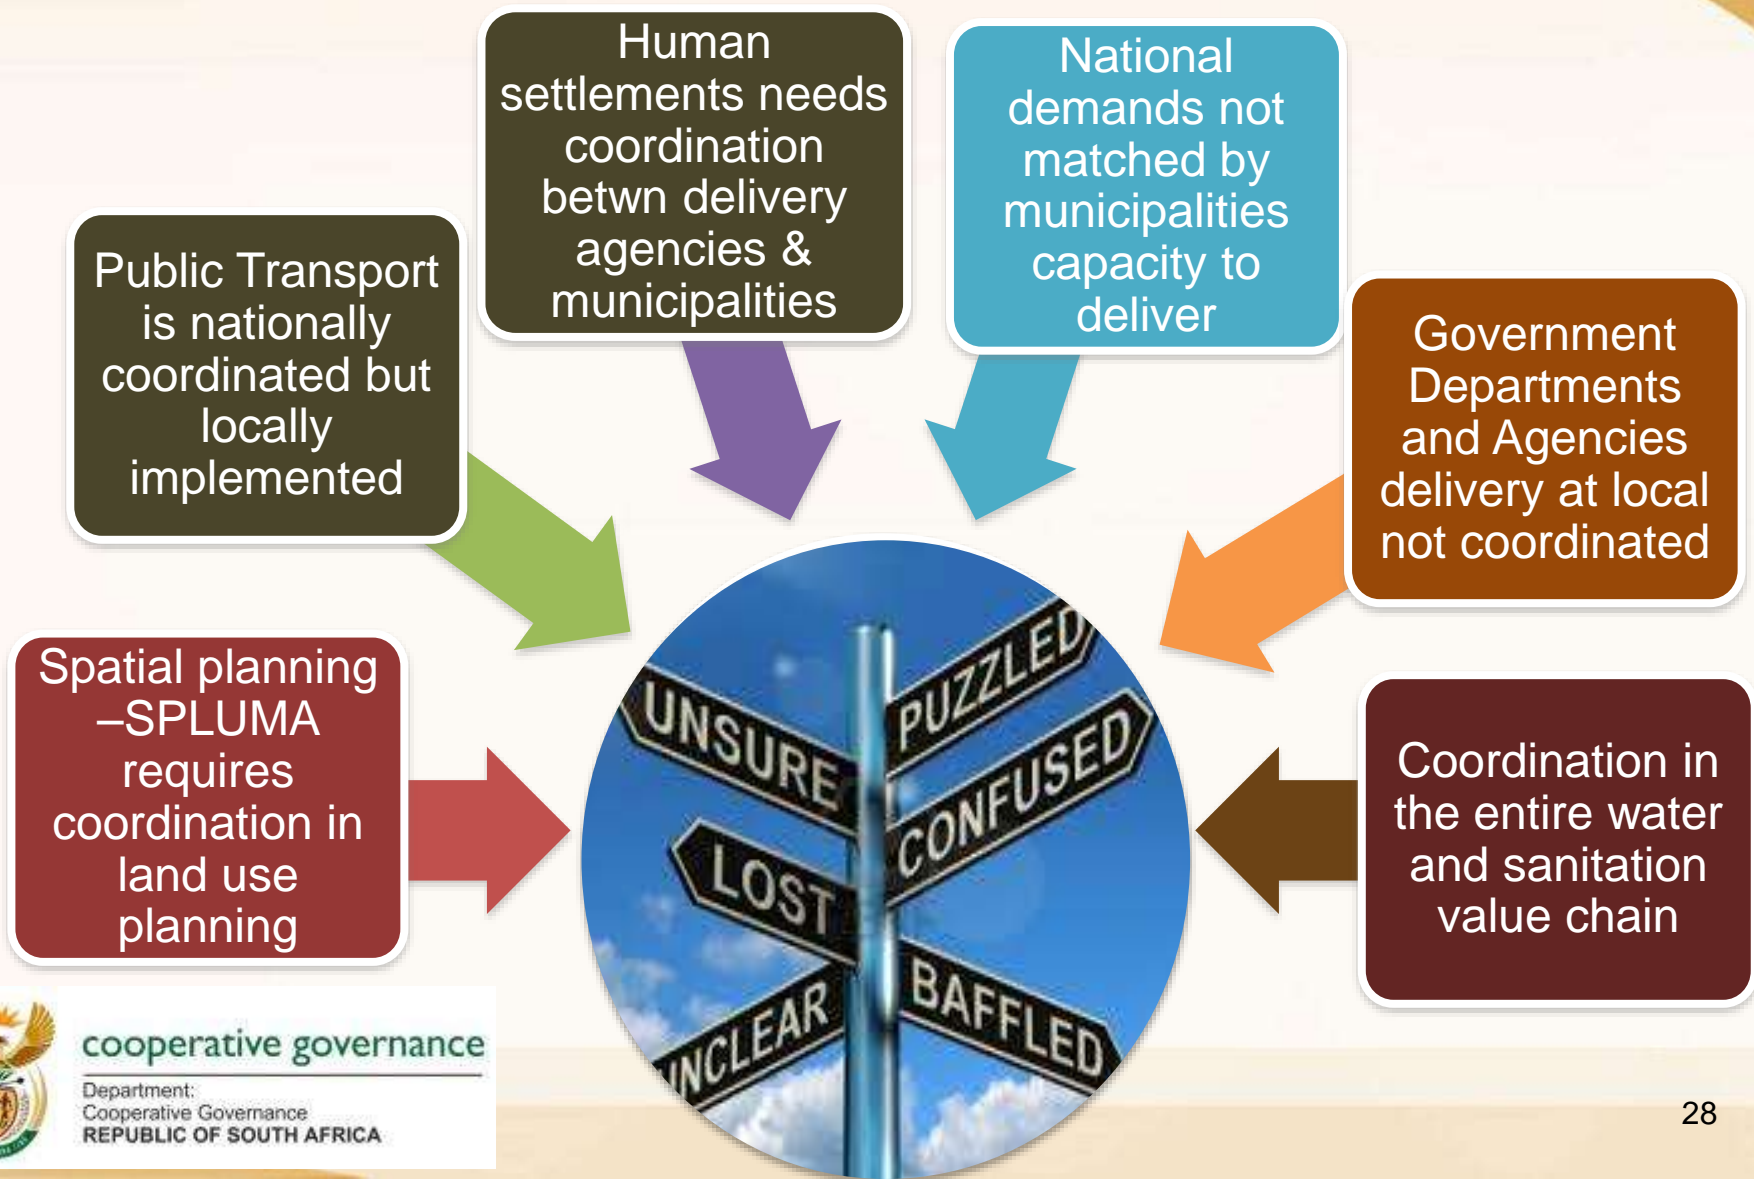 Human
settlements needs
coordination
betwn delivery
agencies &
municipalities
National
demands not
matched by
municipalities
capacity to
deliver
Public Transport
is nationally
coordinated but
locally
implemented
Government
Departments
and Agencies
delivery at local
not coordinated
Spatial planning
–SPLUMA
requires
coordination in
land use
planning
Coordination in
the entire water
and sanitation
value chain
UNSURE
PUZZLED
CONFUSED
LOST
UNCLEAR
BAFFLED
cooperative governance
Department:
Cooperative Governance
REPUBLIC OF SOUTH AFRICA
28